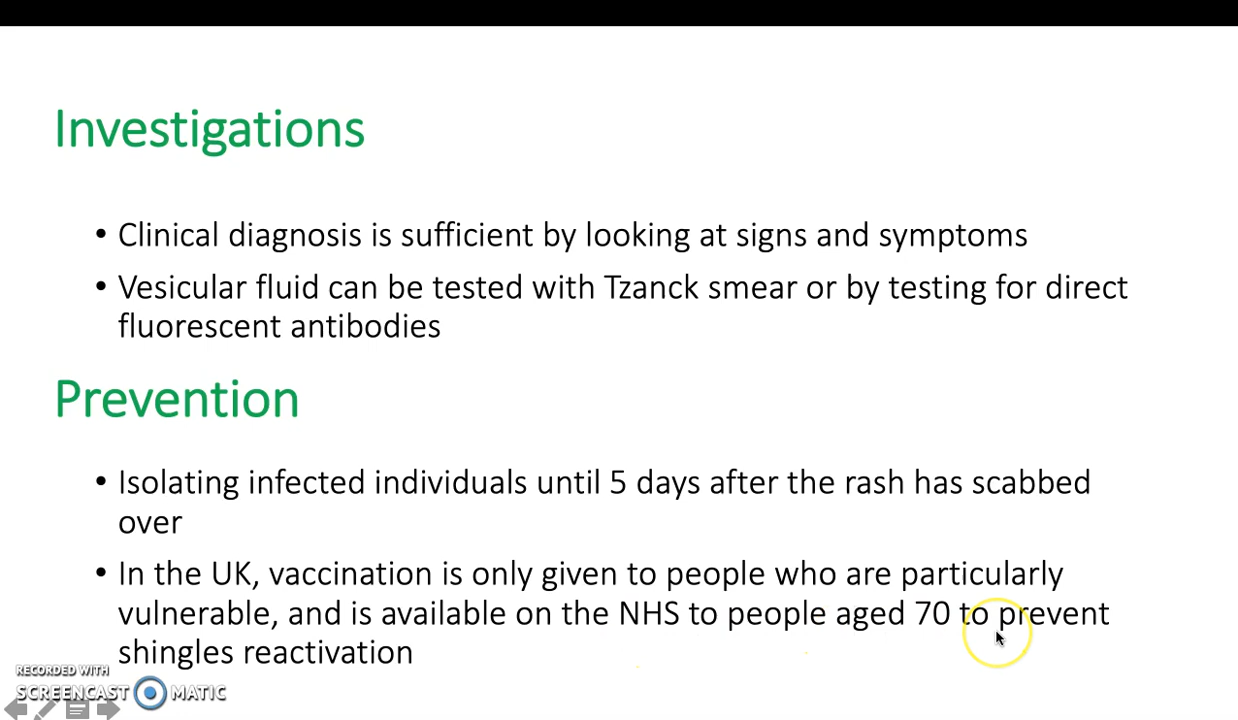 Investigations
• Clinical diagnosis is sufficient by looking at signs and symptoms
• Vesicular fluid can be tested with Tzanck smear or by testing for direct
fluorescent antibodies
Prevention
• Isolating infected individuals until 5 days after the rash has scabbed
over
• In the UK, vaccination is only given to people who are particularly
vulnerable, and is available on the NHS to people aged 70 to prevent
shingles reactivation
RECORDED WITH
SCREENCAST MATIC